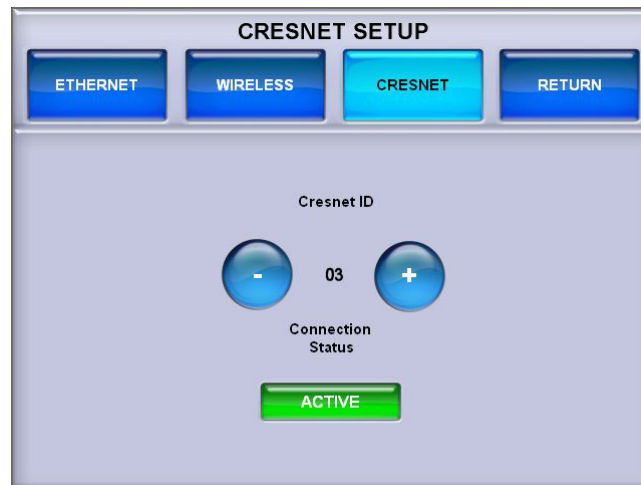 CRESNET SETUP
ETHERNET WIRELESS CRESNET RETURN
Cresnet ID
- 03 +
Connection
Status
ACTIVE